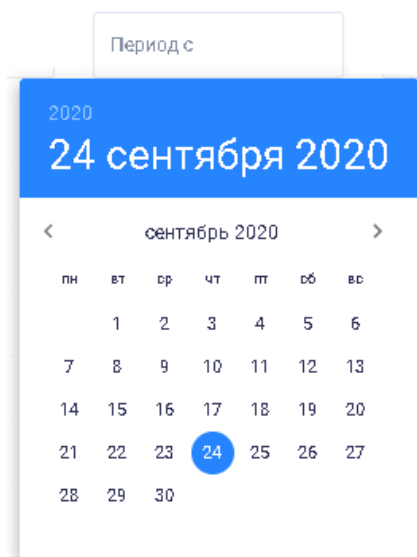 Период с
2020
24 сентября 2020
сентябрь 2020
пн вт ср чт пт сб вс
1 2 3 4 5 6
7 8 9 10 11 12 13
14 15 16 17 18 19 20
21 22 23 24 25 26 27
28 29 30